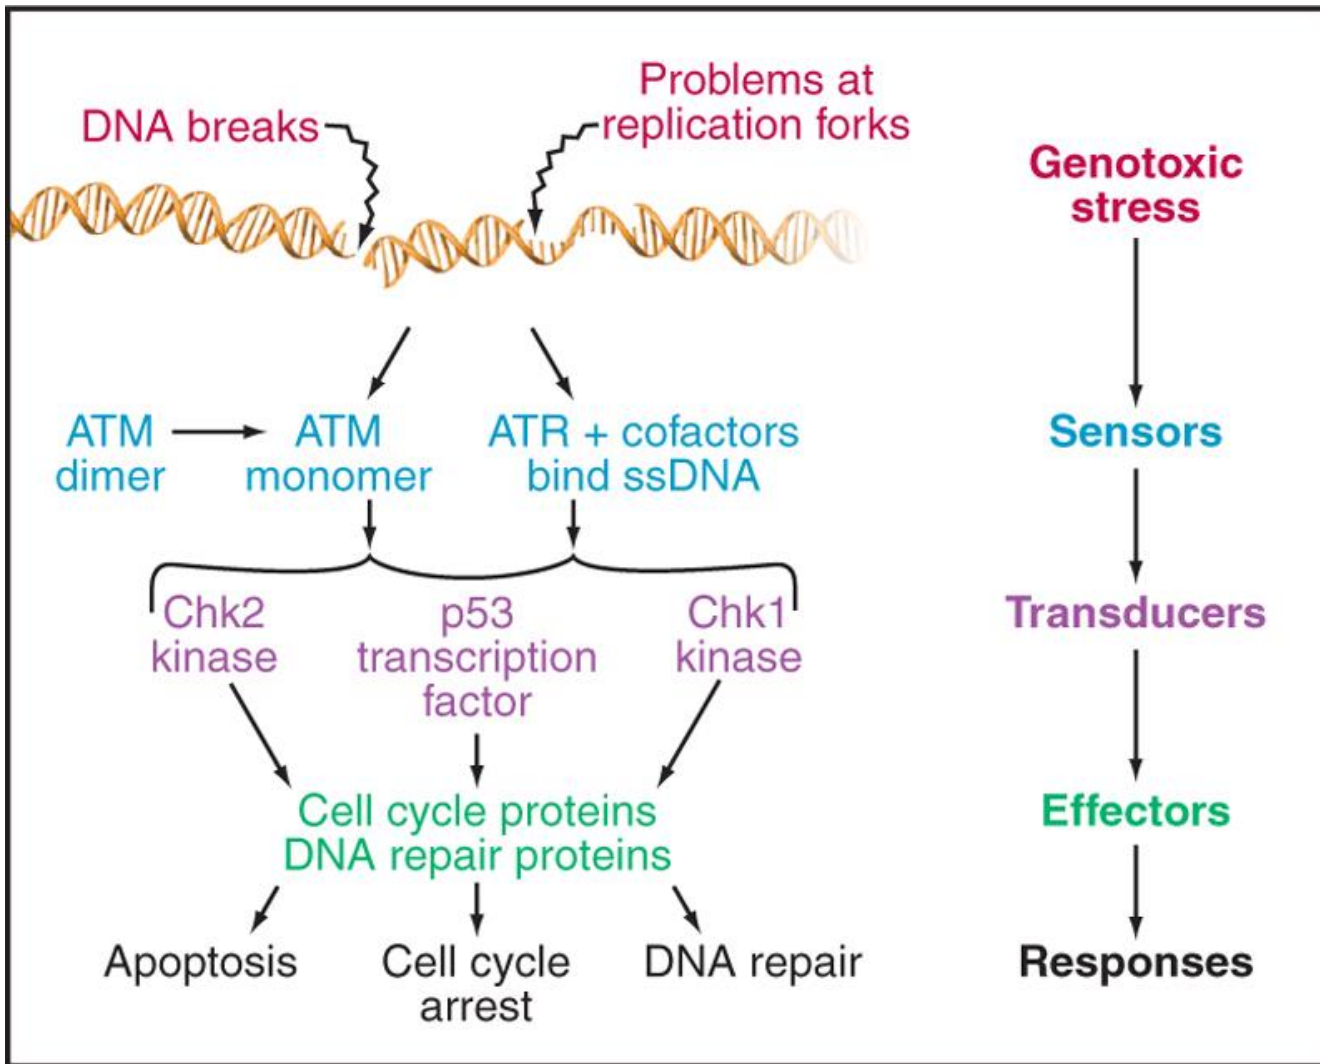 DNA breaks
Problems at
replication forks
Genotoxic
stress
ATM
dimer
ATM
monomer
ATR + cofactors
bind ssDNA
Sensors
Chk2
kinase
p53
transcription
factor
Chk1
kinase
Transducers
Cell cycle proteins
DNA repair proteins
Effectors
Apoptosis
Cell cycle
arrest
DNA repair
Responses